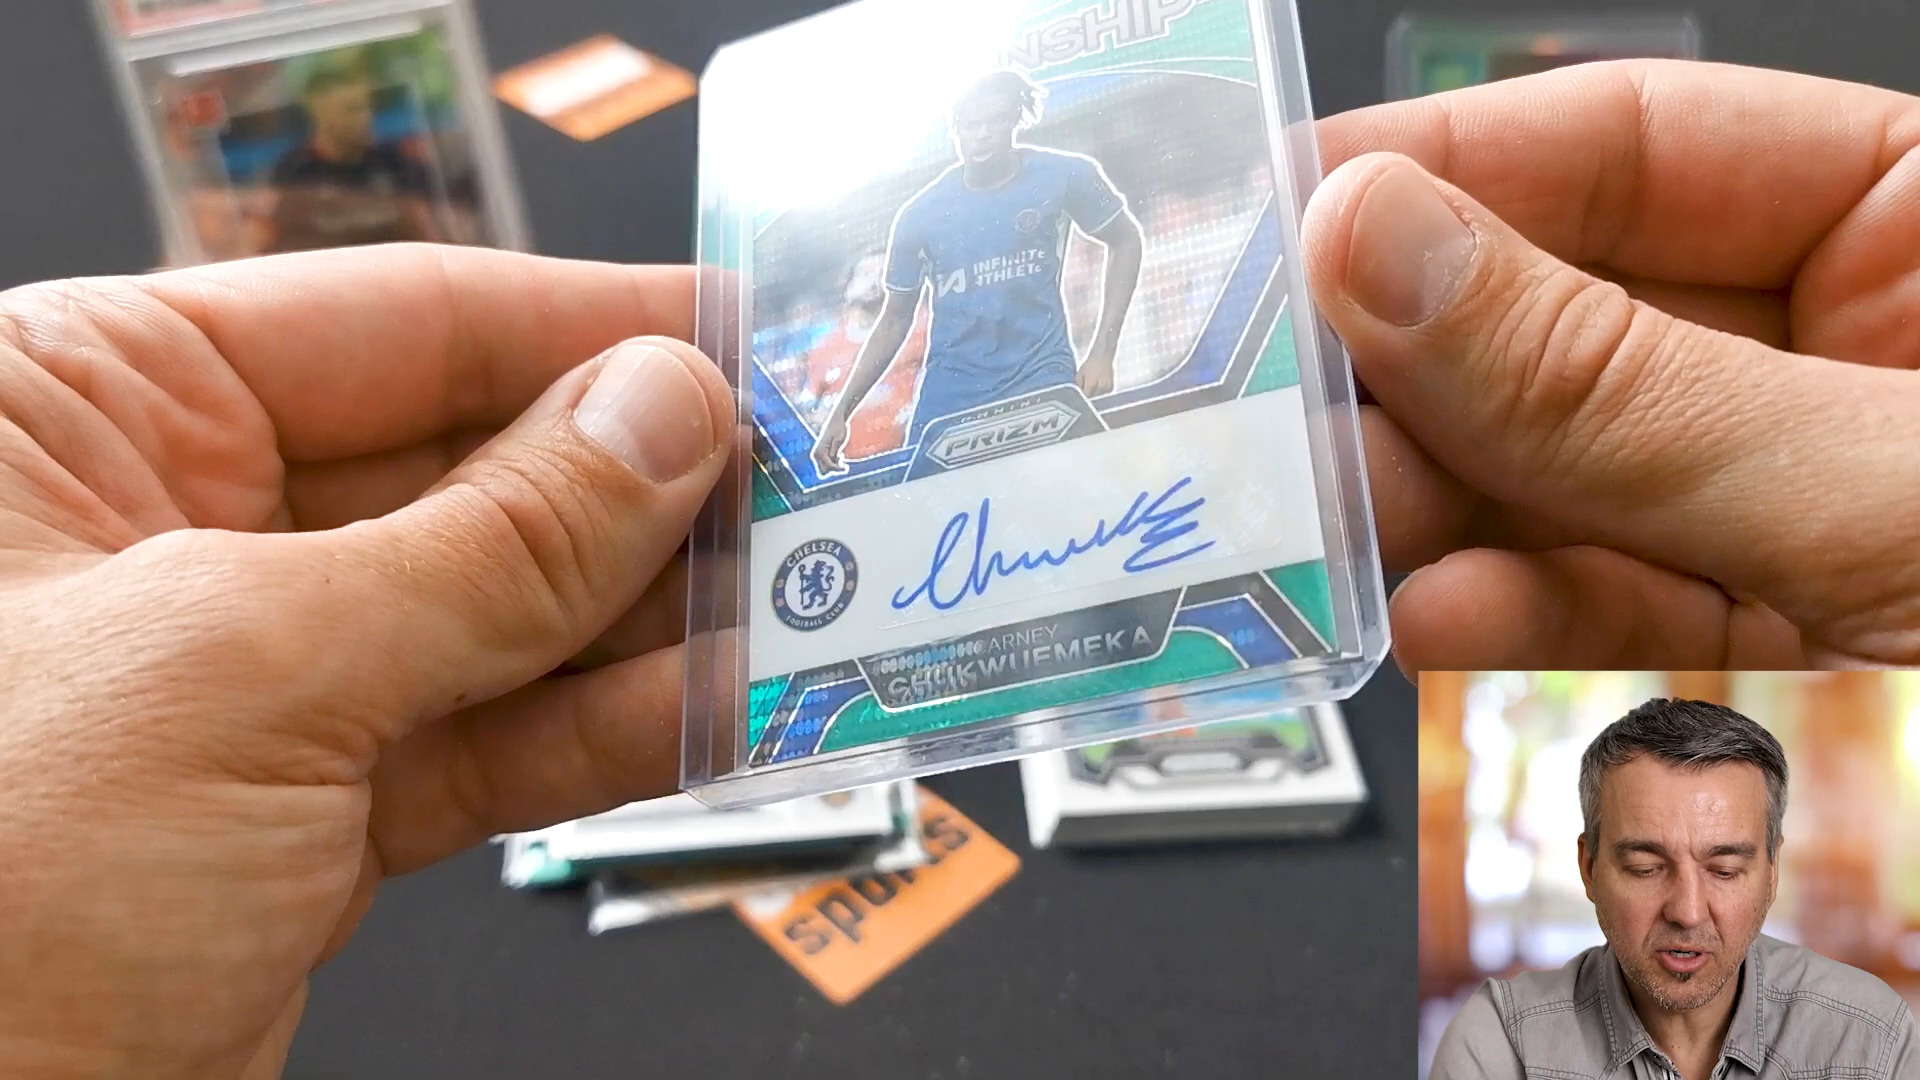 NSHIP
INFINITE
ATHLETE
PANINI
PRIZM
CHELSEA
FOOTBALL CLUB
CARNEY
CHUKWUEMEKA
sports